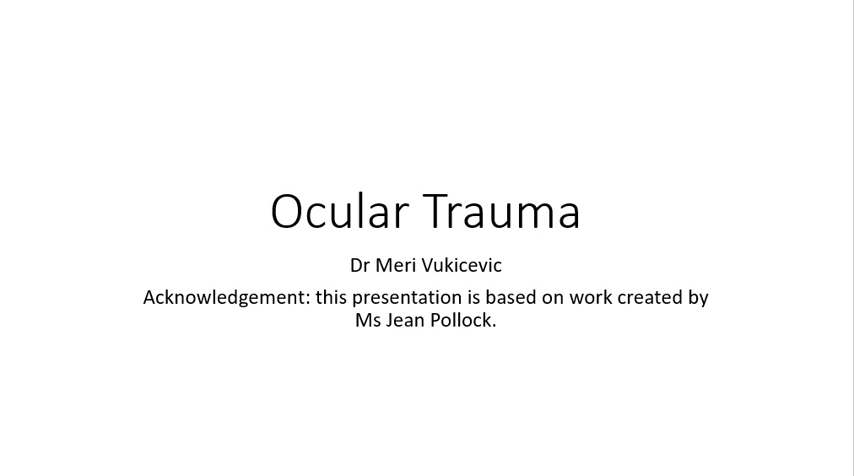 Ocular Trauma
Dr Meri Vukicevic
Acknowledgement: this presentation is based on work created by
Ms Jean Pollock.